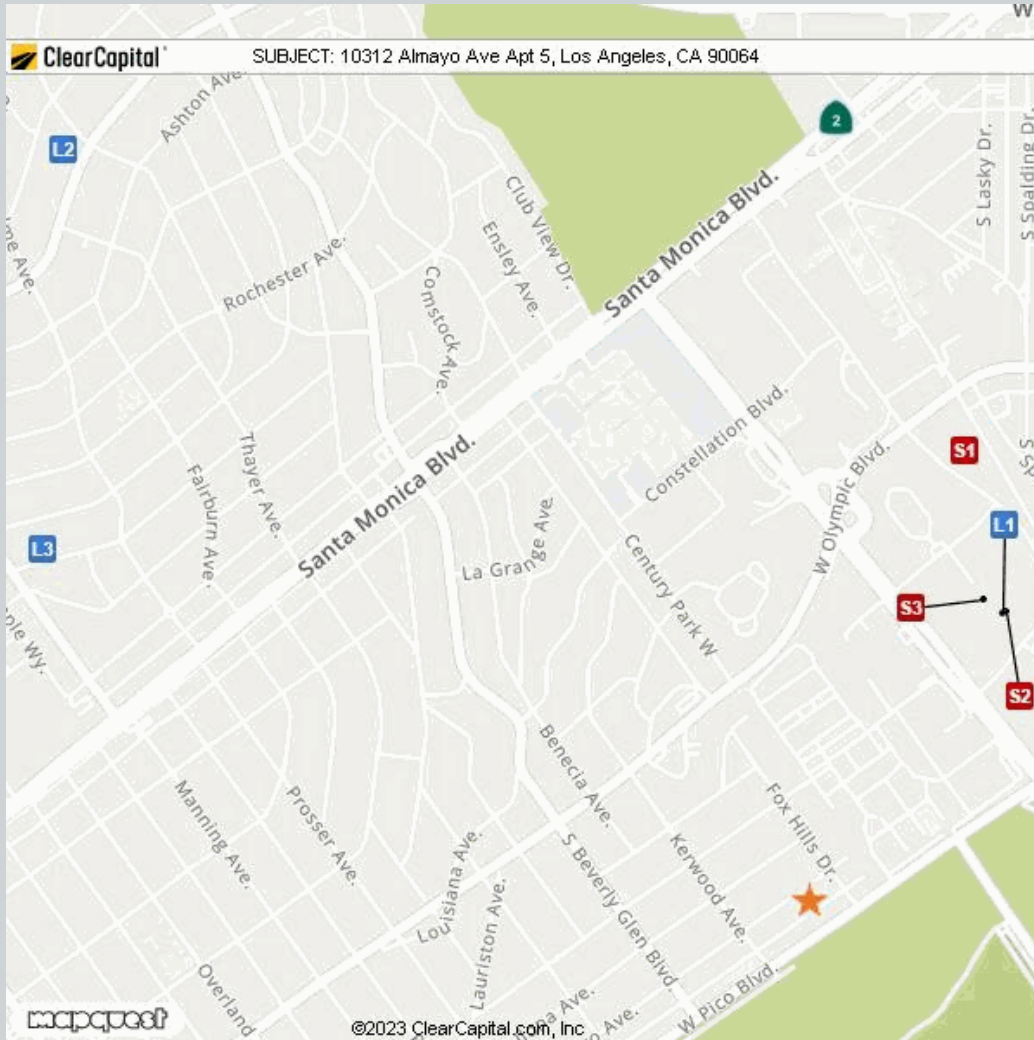 W
ClearCapital
SUBJECT: 10312 Almayo Ave Apt 5, Los Angeles, CA 90064
Ashton Ave.
L2
2
S Lasky Dr.
S Spalding Dr.
Club View Dr.
Santa Monica Blvd.
Ensley Ave.
Rochester Ave.
Comstock Ave.
Constellation Blvd.
W Olympic Blvd.
S1
Thayer Ave.
Fairburn Ave.
Santa Monica Blvd.
L1
L3
La Grange Ave.
Century Park W
S3
S2
Benecia Ave.
Manning Ave.
Prosser Ave.
Fox Hills Dr.
Louisiana Ave.
S Beverly Glen Blvd.
Kerwood Ave.
Lauriston Ave.
Overland
W Pico Blvd.
mapquest
©2023 ClearCapital.com, Inc